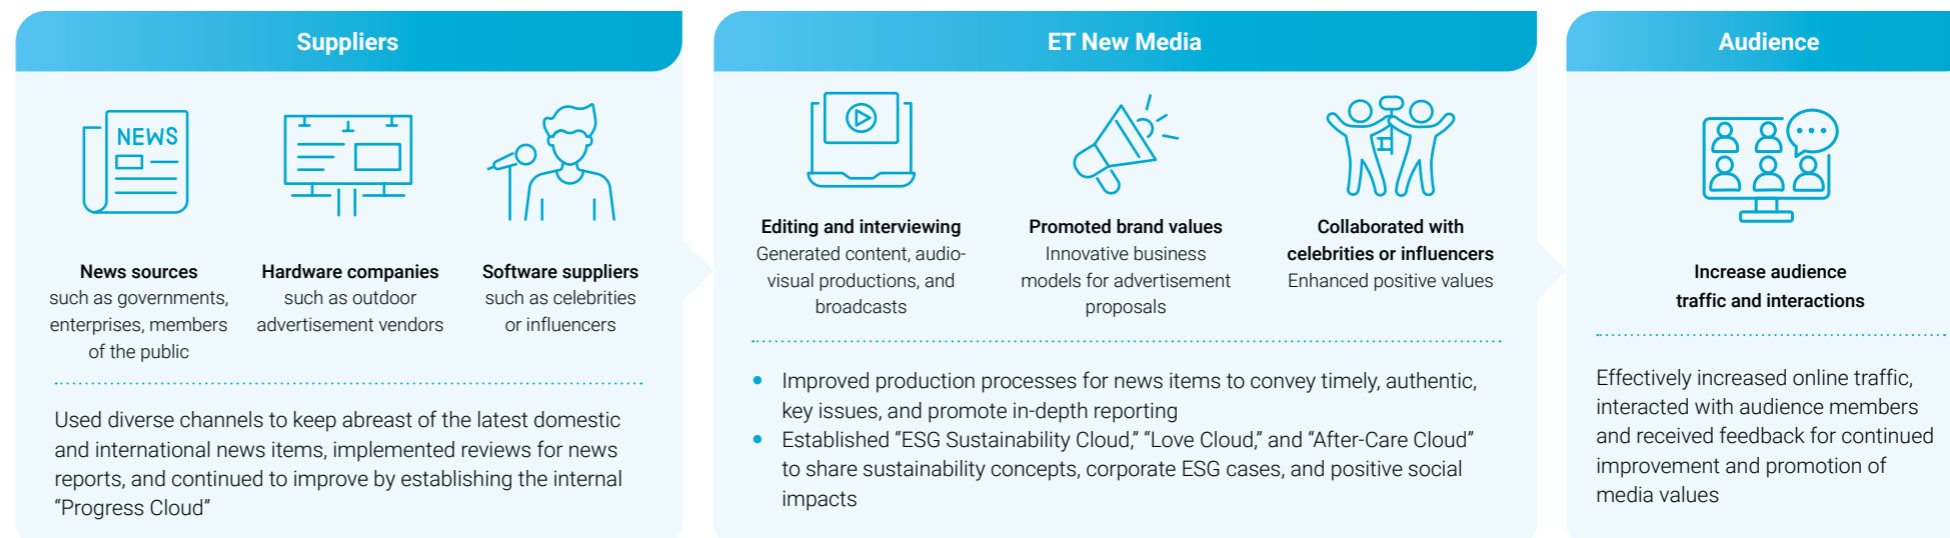 Suppliers
NEWS
News sources
such as governments,
enterprises, members
of the public
Hardware companies
such as outdoor
advertisement vendors
Software suppliers
such as celebrities
or influencers
Used diverse channels to keep abreast of the latest domestic
and international news items, implemented reviews for news
reports, and continued to improve by establishing the internal
“Progress Cloud”
ET New Media
Editing and interviewing
Generated content, audio-
visual productions, and
broadcasts
Promoted brand values
Innovative business
models for advertisement
proposals
Collaborated with
celebrities or influencers
Enhanced positive values
• Improved production processes for news items to convey timely, authentic,
key issues, and promote in-depth reporting
• Established “ESG Sustainability Cloud,” “Love Cloud,” and “After-Care Cloud”
to share sustainability concepts, corporate ESG cases, and positive social
impacts
Audience
Increase audience
traffic and interactions
Effectively increased online traffic,
interacted with audience members
and received feedback for continued
improvement and promotion of
media values